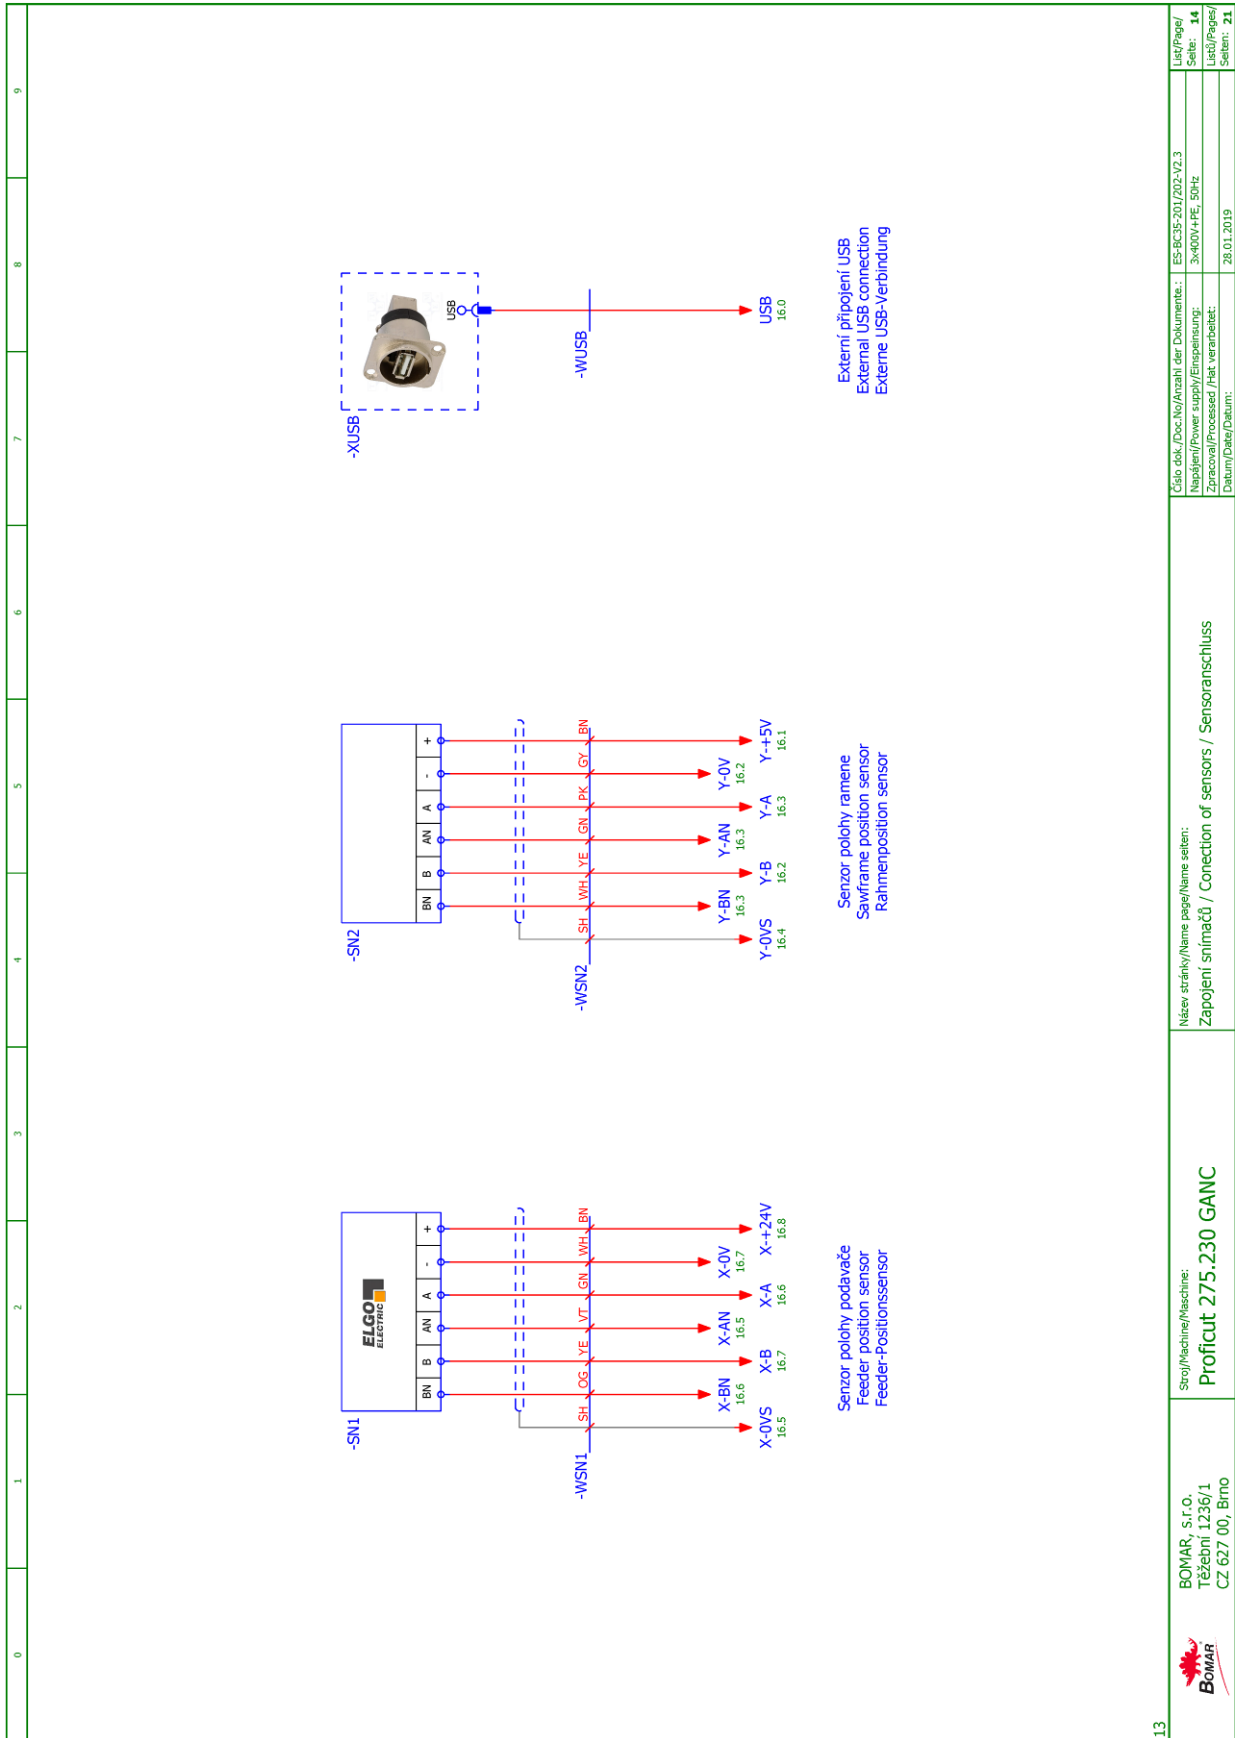 0
1
2
3
4
5
6
7
8
9
-SN1
ELGO
ELECTRIC
BN
B
AN
A
-
+
-WSN1
SH
OG
YE
VT
GN
WH
BN
X-0VS
16.5
X-BN
16.6
X-B
16.7
X-AN
16.5
X-A
16.6
X-0V
16.7
X-+24V
16.8
Senzor polohy podavače
Feeder position sensor
Feeder-Positionssensor
-SN2
BN
B
AN
A
-
+
-WSN2
SH
WH
YE
GN
PK
GY
BN
Y-0VS
16.4
Y-BN
16.3
Y-B
16.2
Y-AN
16.3
Y-A
16.3
Y-0V
16.2
Y-+5V
16.1
Senzor polohy ramene
Sawframe position sensor
Rahmenposition sensor
-XUSB
USB
-WUSB
USB
16.0
Externí připojení USB
External USB connection
Externe USB-Verbindung
13
BOMAR
BOMAR, s.r.o.
Těžební 1236/1
CZ 627 00, Brno
Stroj/Machine/Maschine:
Proficut 275.230 GANC
Název stránky/Name page/Name seiten:
Zapojení snímačů / Conection of sensors / Sensoranschluss
Číslo dok./Doc.No/Anzahl der Dokumente.: ES-BC35-201/202-V2.3
Napájení/Power supply/Einspeinsung: 3x400V+PE, 50Hz
Zpracoval/Processed /Hat verarbeitet:
Datum/Date/Datum: 28.01.2019
List/Page/
Seite: 14
Listů/Pages/
Seiten: 21